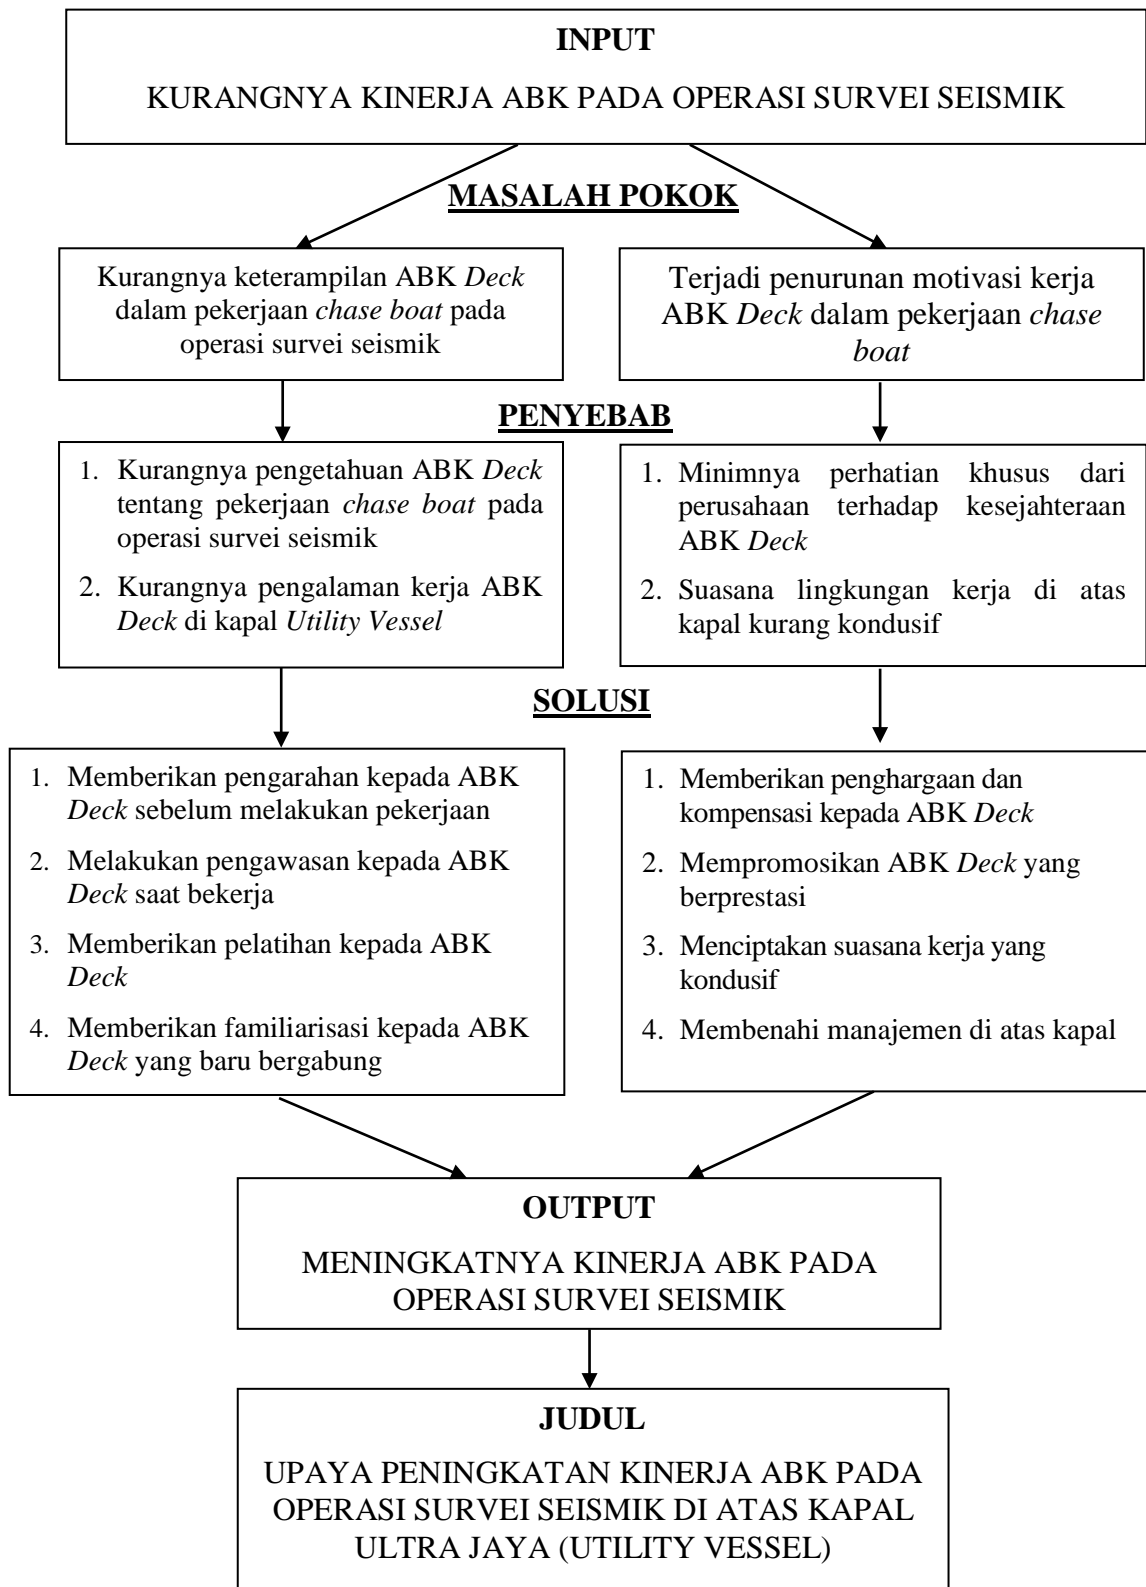 INPUT
KURANGNYA KINERJA ABK PADA OPERASI SURVEI SEISMIK
MASALAH POKOK
Kurangnya keterampilan ABK Deck
dalam pekerjaan chase boat pada
operasi survei seismik
Terjadi penurunan motivasi kerja
ABK Deck dalam pekerjaan chase
boat
PENYEBAB
1. Kurangnya pengetahuan ABK Deck
tentang pekerjaan chase boat pada
operasi survei seismik
2. Kurangnya pengalaman kerja ABK
Deck di kapal Utility Vessel
1. Minimnya perhatian khusus dari
perusahaan terhadap kesejahteraan
ABK Deck
2. Suasana lingkungan kerja di atas
kapal kurang kondusif
SOLUSI
1. Memberikan pengarahan kepada ABK
Deck sebelum melakukan pekerjaan
2. Melakukan pengawasan kepada ABK
Deck saat bekerja
3. Memberikan pelatihan kepada ABK
Deck
4. Memberikan familiarisasi kepada ABK
Deck yang baru bergabung
1. Memberikan penghargaan dan
kompensasi kepada ABK Deck
2. Mempromosikan ABK Deck yang
berprestasi
3. Menciptakan suasana kerja yang
kondusif
4. Membenahi manajemen di atas kapal
OUTPUT
MENINGKATNYA KINERJA ABK PADA
OPERASI SURVEI SEISMIK
JUDUL
UPAYA PENINGKATAN KINERJA ABK PADA
OPERASI SURVEI SEISMIK DI ATAS KAPAL
ULTRA JAYA (UTILITY VESSEL)